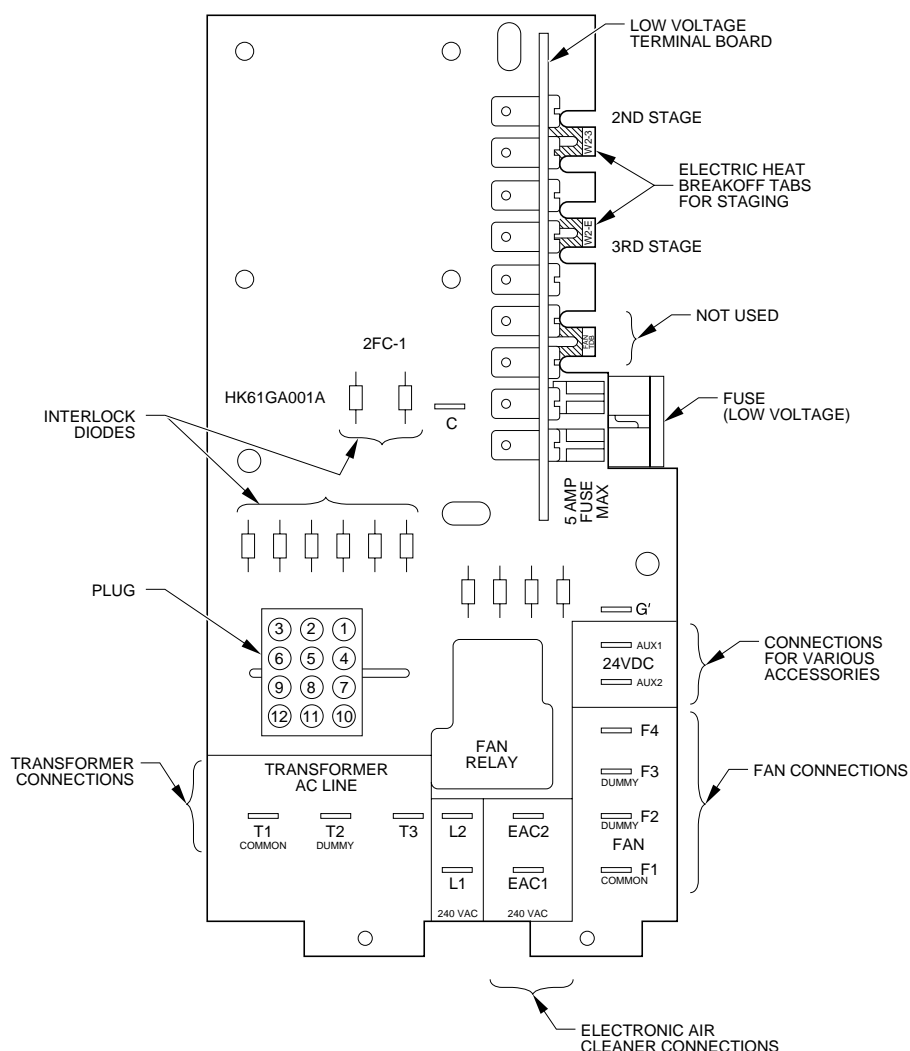 LOW VOLTAGE
TERMINAL BOARD
2ND STAGE
W2-3
ELECTRIC HEAT
BREAKOFF TABS
FOR STAGING
W2-E
3RD STAGE
NOT USED
FAN
TDB
2FC-1
HK61GA001A
C
FUSE
(LOW VOLTAGE)
INTERLOCK
DIODES
5 AMP
FUSE
MAX
PLUG
3 2 1
6 5 4
9 8 7
12 11 10
G'
AUX1
24VDC
AUX2
CONNECTIONS
FOR VARIOUS
ACCESSORIES
FAN
RELAY
F4
F3
DUMMY
F2
DUMMY
FAN
F1
COMMON
FAN CONNECTIONS
TRANSFORMER
CONNECTIONS
TRANSFORMER
AC LINE
T1
COMMON
T2
DUMMY
T3
L2
EAC2
L1
EAC1
240 VAC
240 VAC
ELECTRONIC AIR
CLEANER CONNECTIONS